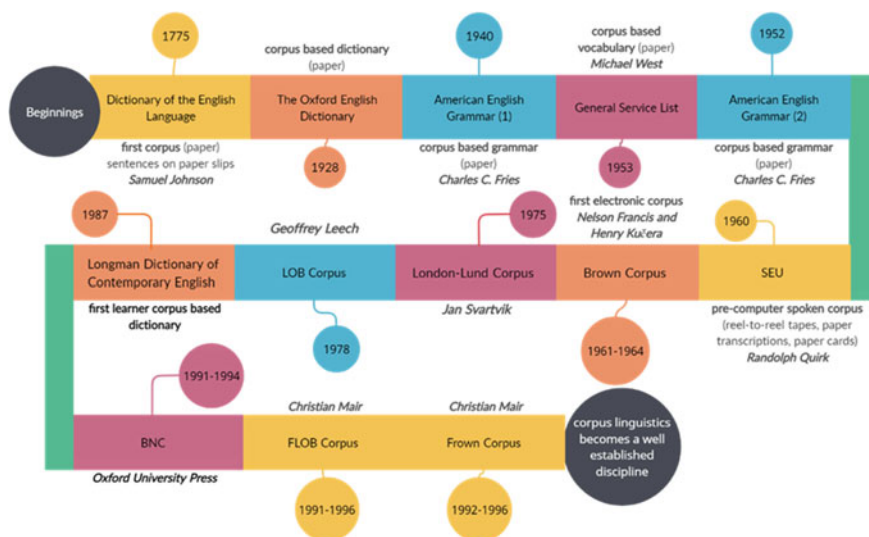 Beginnings
1775
Dictionary of the English
Language
first corpus (paper)
sentences on paper slips
Samuel Johnson
corpus based dictionary
(paper)
The Oxford English
Dictionary
1928
1940
American English
Grammar (1)
corpus based grammar
(paper)
Charles C. Fries
corpus based
vocabulary (paper)
Michael West
General Service List
1953
1952
American English
Grammar (2)
corpus based grammar
(paper)
Charles C. Fries
1960
SEU
pre-computer spoken corpus
(reel-to-reel tapes, paper
transcriptions, paper cards)
Randolph Quirk
first electronic corpus
Nelson Francis and
Henry Kučera
Brown Corpus
1961-1964
1975
London-Lund Corpus
Jan Svartvik
Geoffrey Leech
LOB Corpus
1978
1987
Longman Dictionary of
Contemporary English
first learner corpus based
dictionary
1991-1994
BNC
Oxford University Press
Christian Mair
FLOB Corpus
1991-1996
Christian Mair
Frown Corpus
1992-1996
corpus linguistics
becomes a well
established
discipline